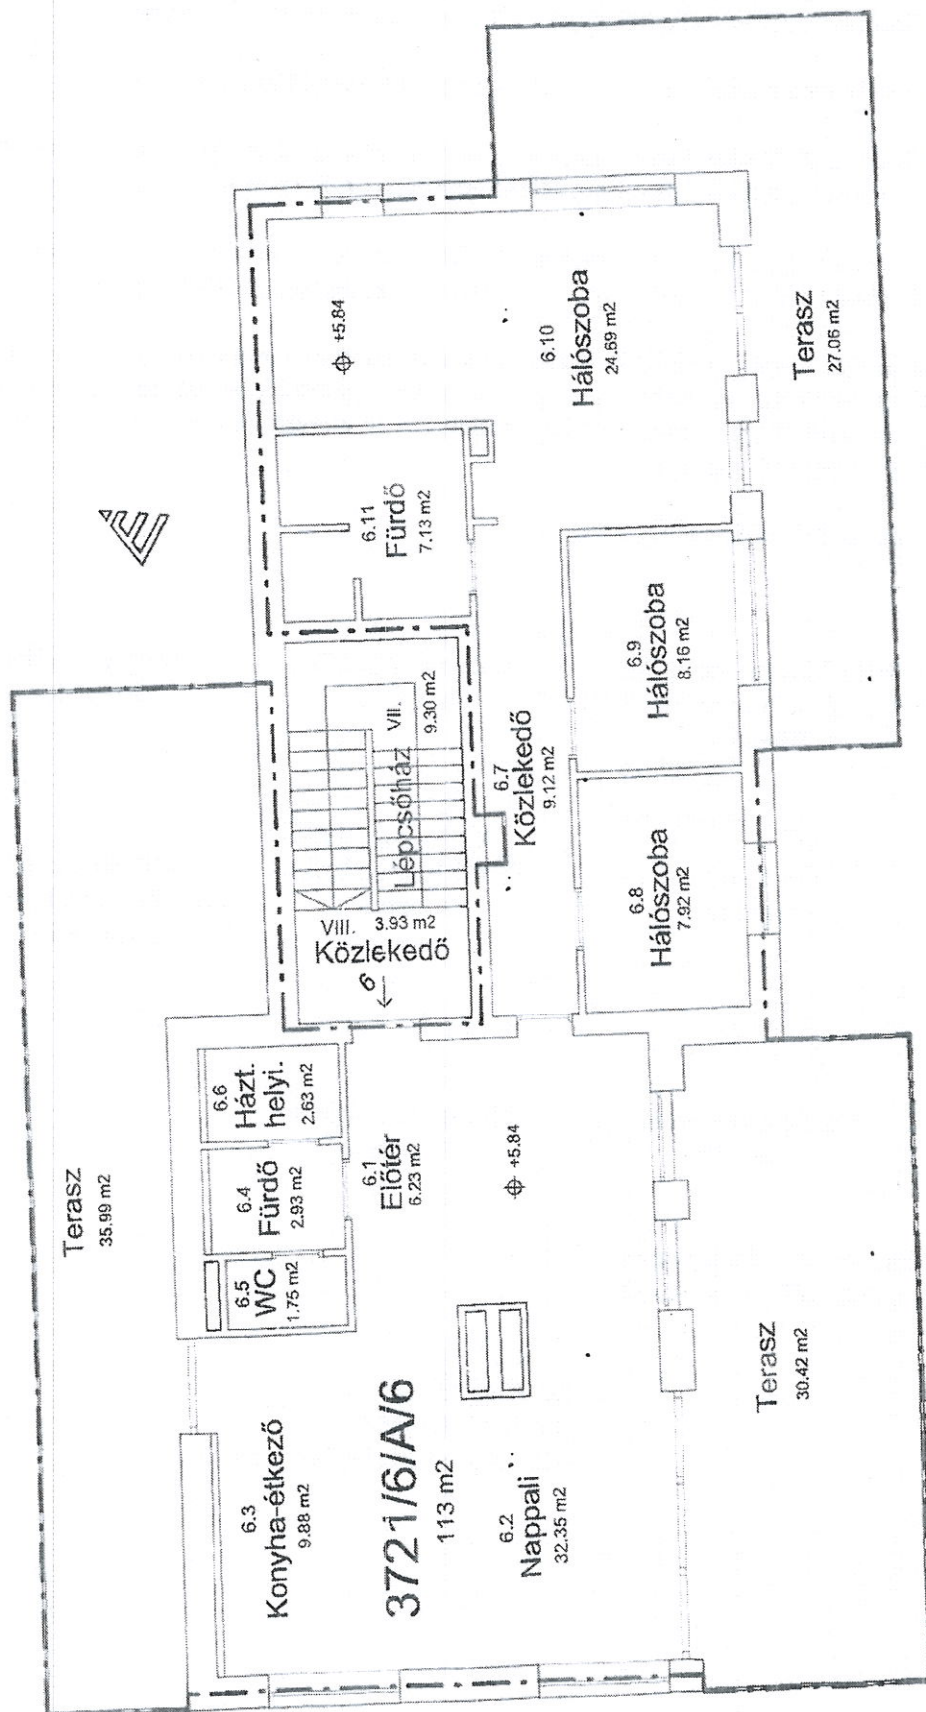 Terasz
35.99 m2
6.3
Konyha-étkező
9.88 m2
6.5
WC
1.75 m2
6.4
Fürdő
2.93 m2
6.6
Házt.
helyi.
2.63 m2
6.1
Előtér
6.23 m2
+5.84
3721/6/A/6
113 m2
6.2
Nappali
32.35 m2
Terasz
30.42 m2
VIII. 3.93 m2
Közlekedő
6
Lépcsőház
VII.
9.30 m2
6.7
Közlekedő
9.12 m2
6.8
Hálószoba
7.92 m2
6.9
Hálószoba
8.16 m2
6.11
Fürdő
7.13 m2
+5.84
6.10
Hálószoba
24.69 m2
Terasz
27.06 m2
É